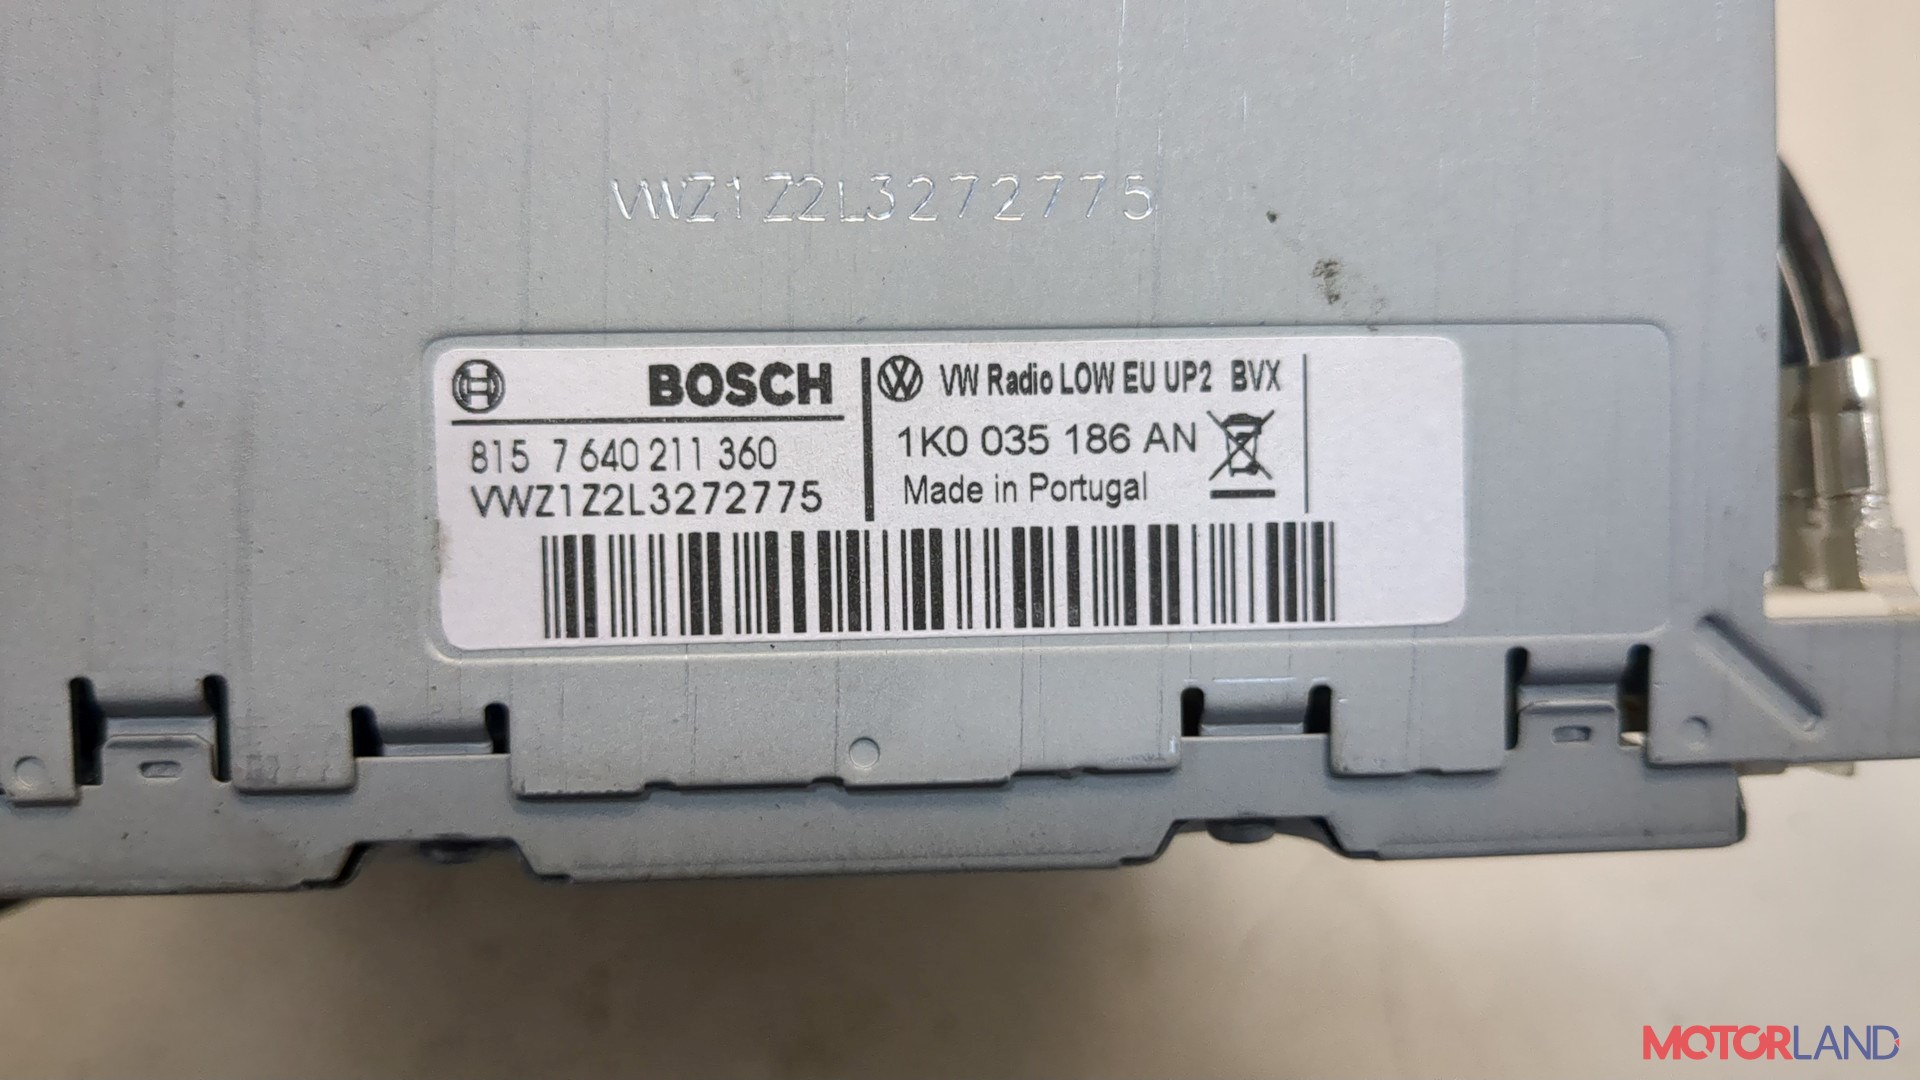 VWZ1Z2L3272775
BOSCH
815 7 640 211 360
VWZ1Z2L3272775
VW Radio LOW EU UP2 BVX
1K0 035 186 AN
Made in Portugal
MOTORLAND